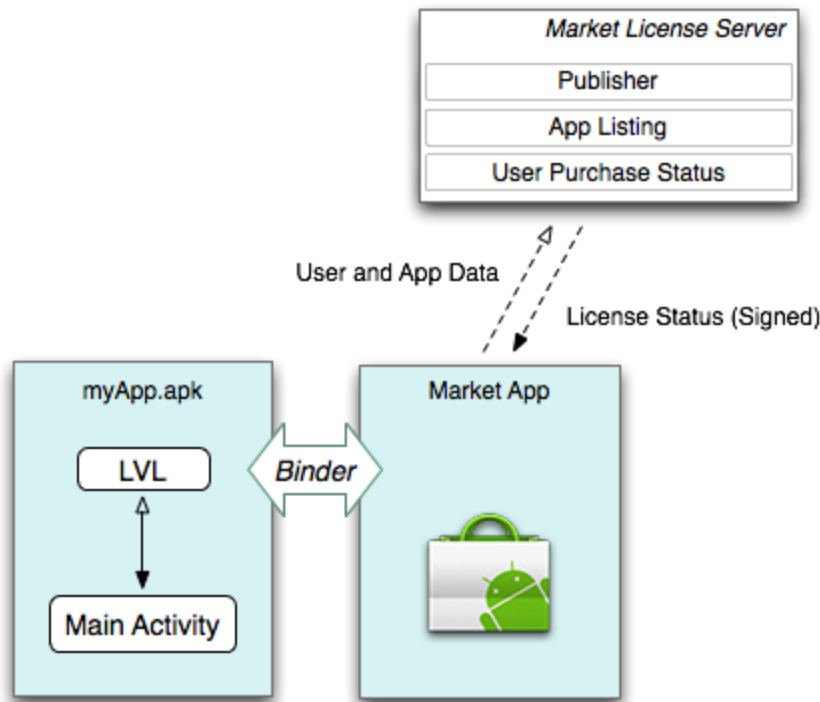 Market License Server
Publisher
App Listing
User Purchase Status
User and App Data
License Status (Signed)
myApp.apk
Market App
LVL
Binder
Main Activity